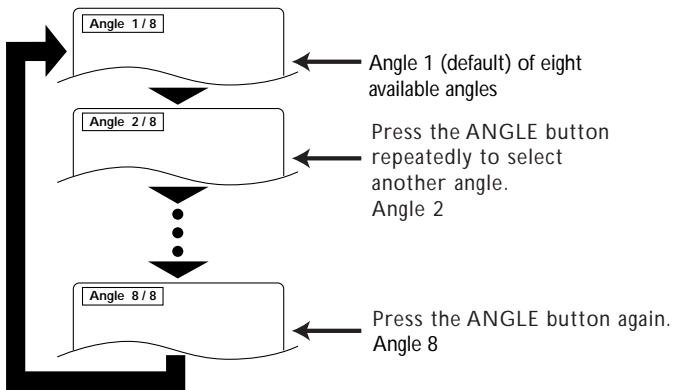 Angle 1/8
Angle 1 (default) of eight
available angles
Angle 2/8
Press the ANGLE button
repeatedly to select
another angle.
Angle 2
Angle 8/8
Press the ANGLE button again.
Angle 8